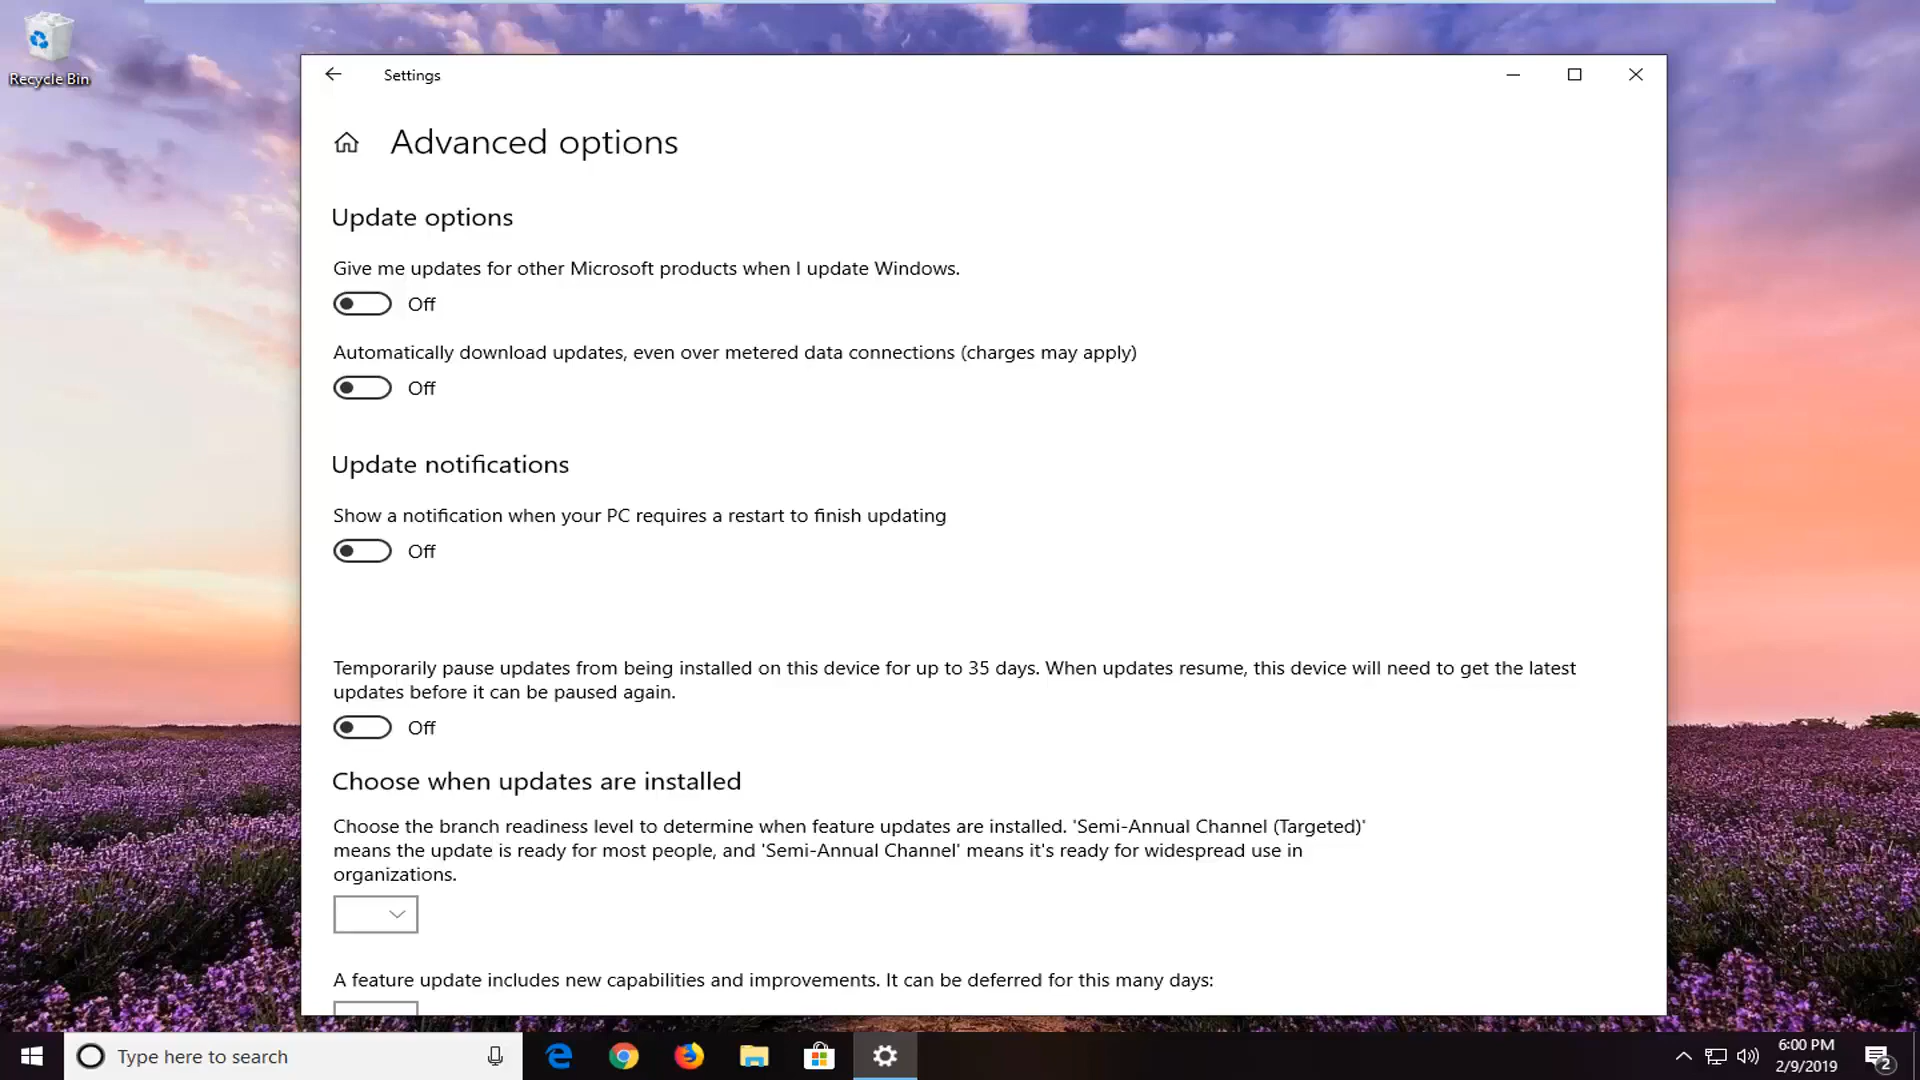 Recycle Bin
Settings
Advanced options
Update options
Give me updates for other Microsoft products when I update Windows.
Off
Automatically download updates, even over metered data connections (charges may apply)
Off
Update notifications
Show a notification when your PC requires a restart to finish updating
Off
Temporarily pause updates from being installed on this device for up to 35 days. When updates resume, this device will need to get the latest
updates before it can be paused again.
Off
Choose when updates are installed
Choose the branch readiness level to determine when feature updates are installed. 'Semi-Annual Channel (Targeted)'
means the update is ready for most people, and 'Semi-Annual Channel' means it's ready for widespread use in
organizations.
A feature update includes new capabilities and improvements. It can be deferred for this many days:
Type here to search
6:00 PM
2/9/2019
2